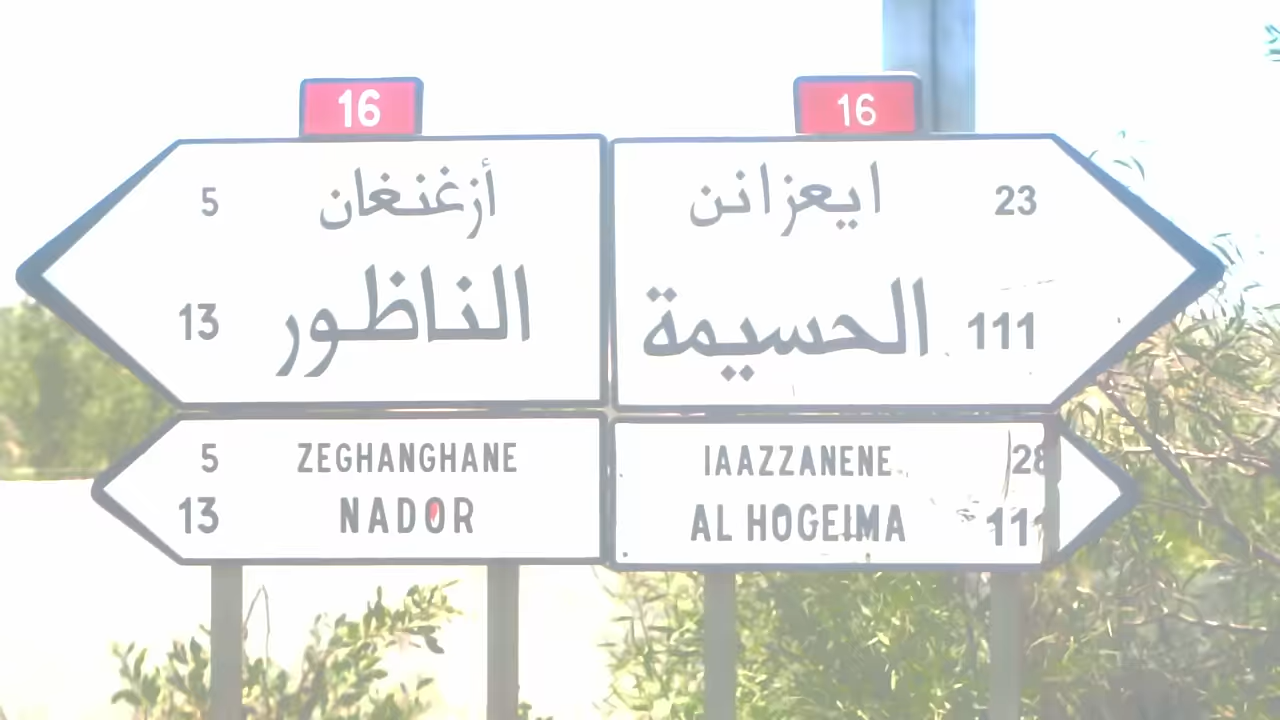 16
أزغنغان 5
الناظور 13
5 ZEGHANGHANE
13 NADOR
16
ايعزانن 23
الحسيمة 111
IAAZZANENE 28
AL HOGEIMA 111